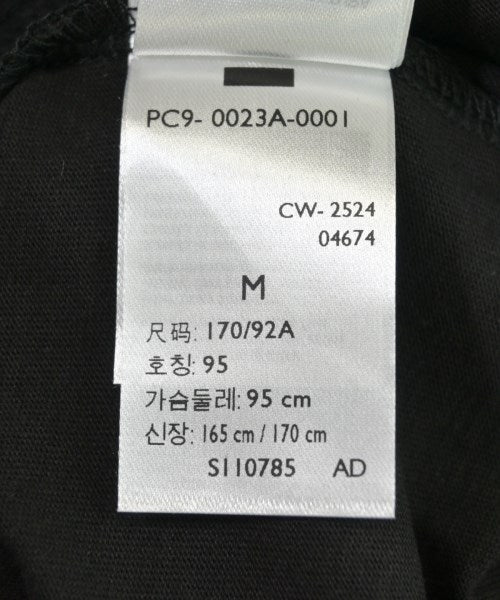 PC9- 0023A-0001
CW- 2524
04674
M
尺码: 170/92A
호칭: 95
가슴둘레: 95 cm
신장: 165 cm / 170 cm
S110785 AD